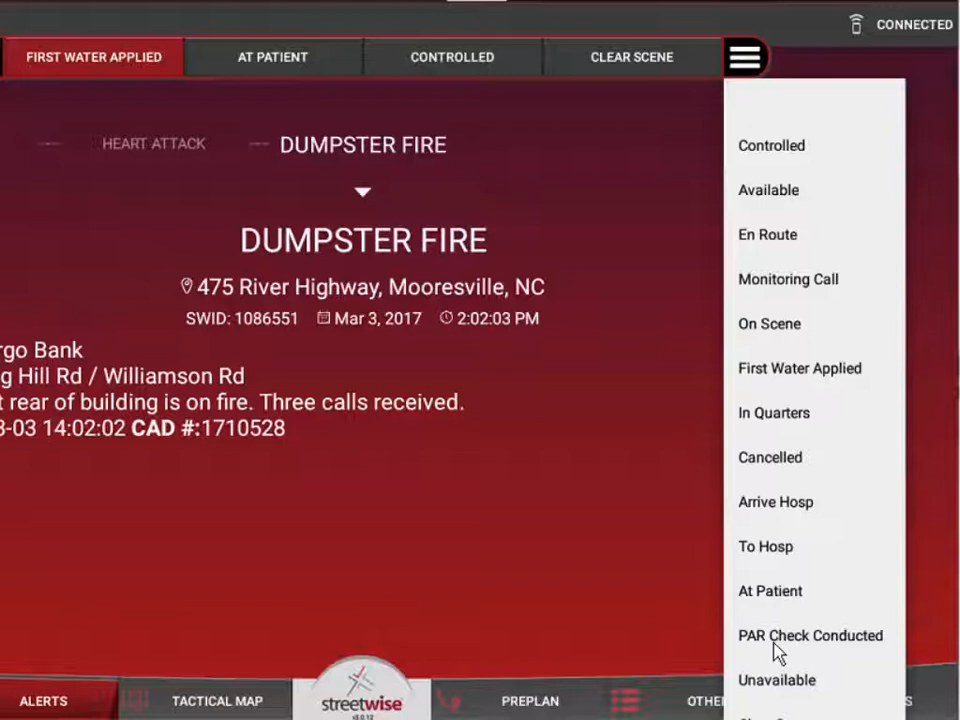 CONNECTED
FIRST WATER APPLIED AT PATIENT CONTROLLED CLEAR SCENE
HEART ATTACK DUMPSTER FIRE
DUMPSTER FIRE
475 River Highway, Mooresville, NC
SWID: 1086551 Mar 3, 2017 2:02:03 PM
rgo Bank
g Hill Rd / Williamson Rd
t rear of building is on fire. Three calls received.
3-03 14:02:02 CAD #:1710528
Controlled
Available
En Route
Monitoring Call
On Scene
First Water Applied
In Quarters
Cancelled
Arrive Hosp
To Hosp
At Patient
PAR Check Conducted
Unavailable
ALERTS TACTICAL MAP streetwise PREPLAN OTHE S
v3.0.12